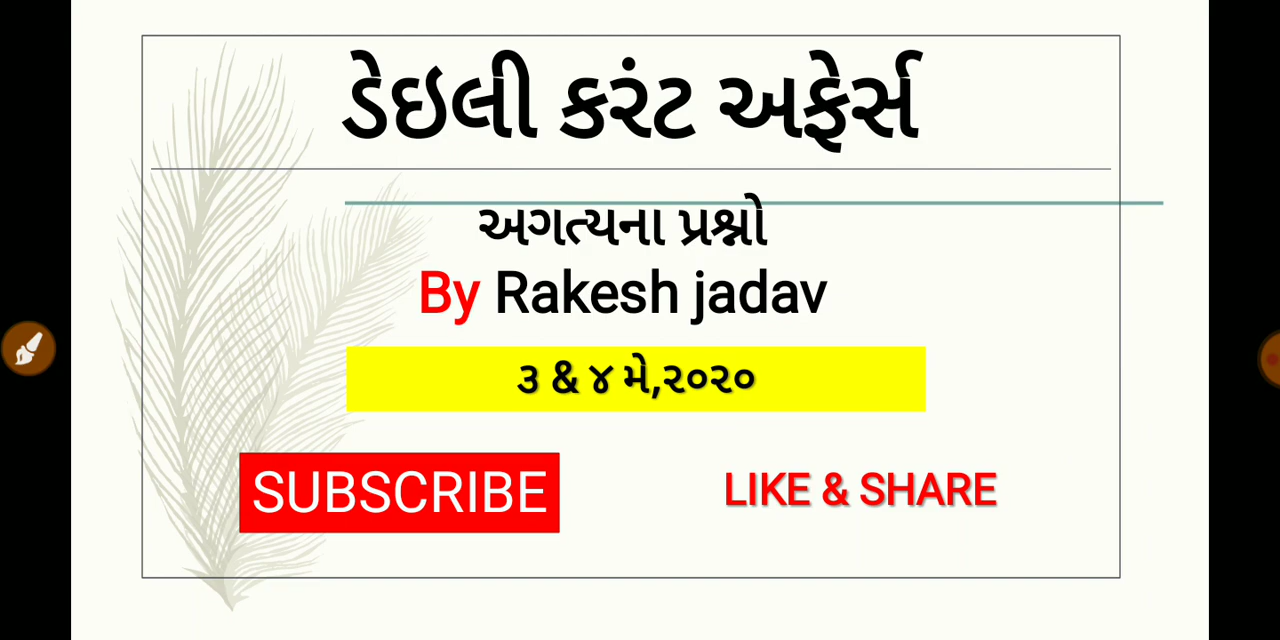 ડેઇલી કરંટ અફેર્સ
અગત્યના પ્રશ્નો
By Rakesh jadav
૩ & ૪ મે,૨૦૨૦
SUBSCRIBE
LIKE & SHARE